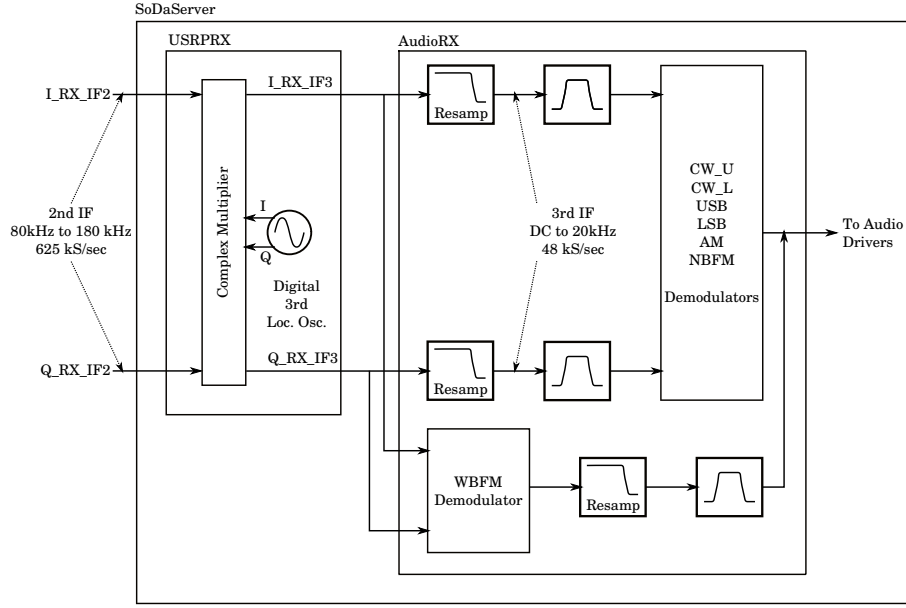 SoDaServer
USRPRX
AudioRX
I_RX_IF2
I_RX_IF3
Resamp
2nd IF
80kHz to 180 kHz
625 kS/sec
Complex Multiplier
I
Q
Digital
3rd
Loc. Osc.
3rd IF
DC to 20kHz
48 kS/sec
CW_U
CW_L
USB
LSB
AM
NBFM
Demodulators
To Audio
Drivers
Q_RX_IF2
Q_RX_IF3
Resamp
WBFM
Demodulator
Resamp